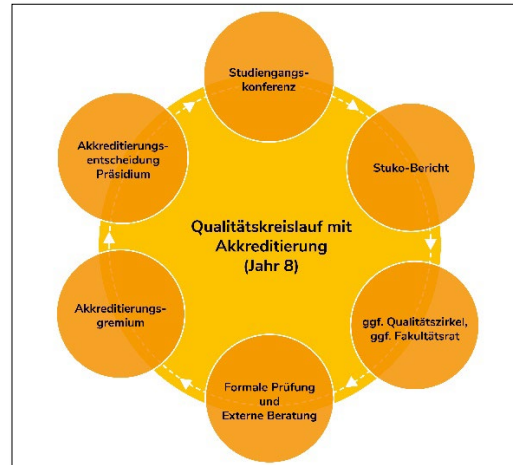 Studiengangs-
konferenz
Stuko-Bericht
ggf. Qualitätszirkel,
ggf. Fakultätsrat
Formale Prüfung
und
Externe Beratung
Akkreditierungs-
gremium
Akkreditierungs-
entscheidung
Präsidium
Qualitätskreislauf mit
Akkreditierung
(Jahr 8)